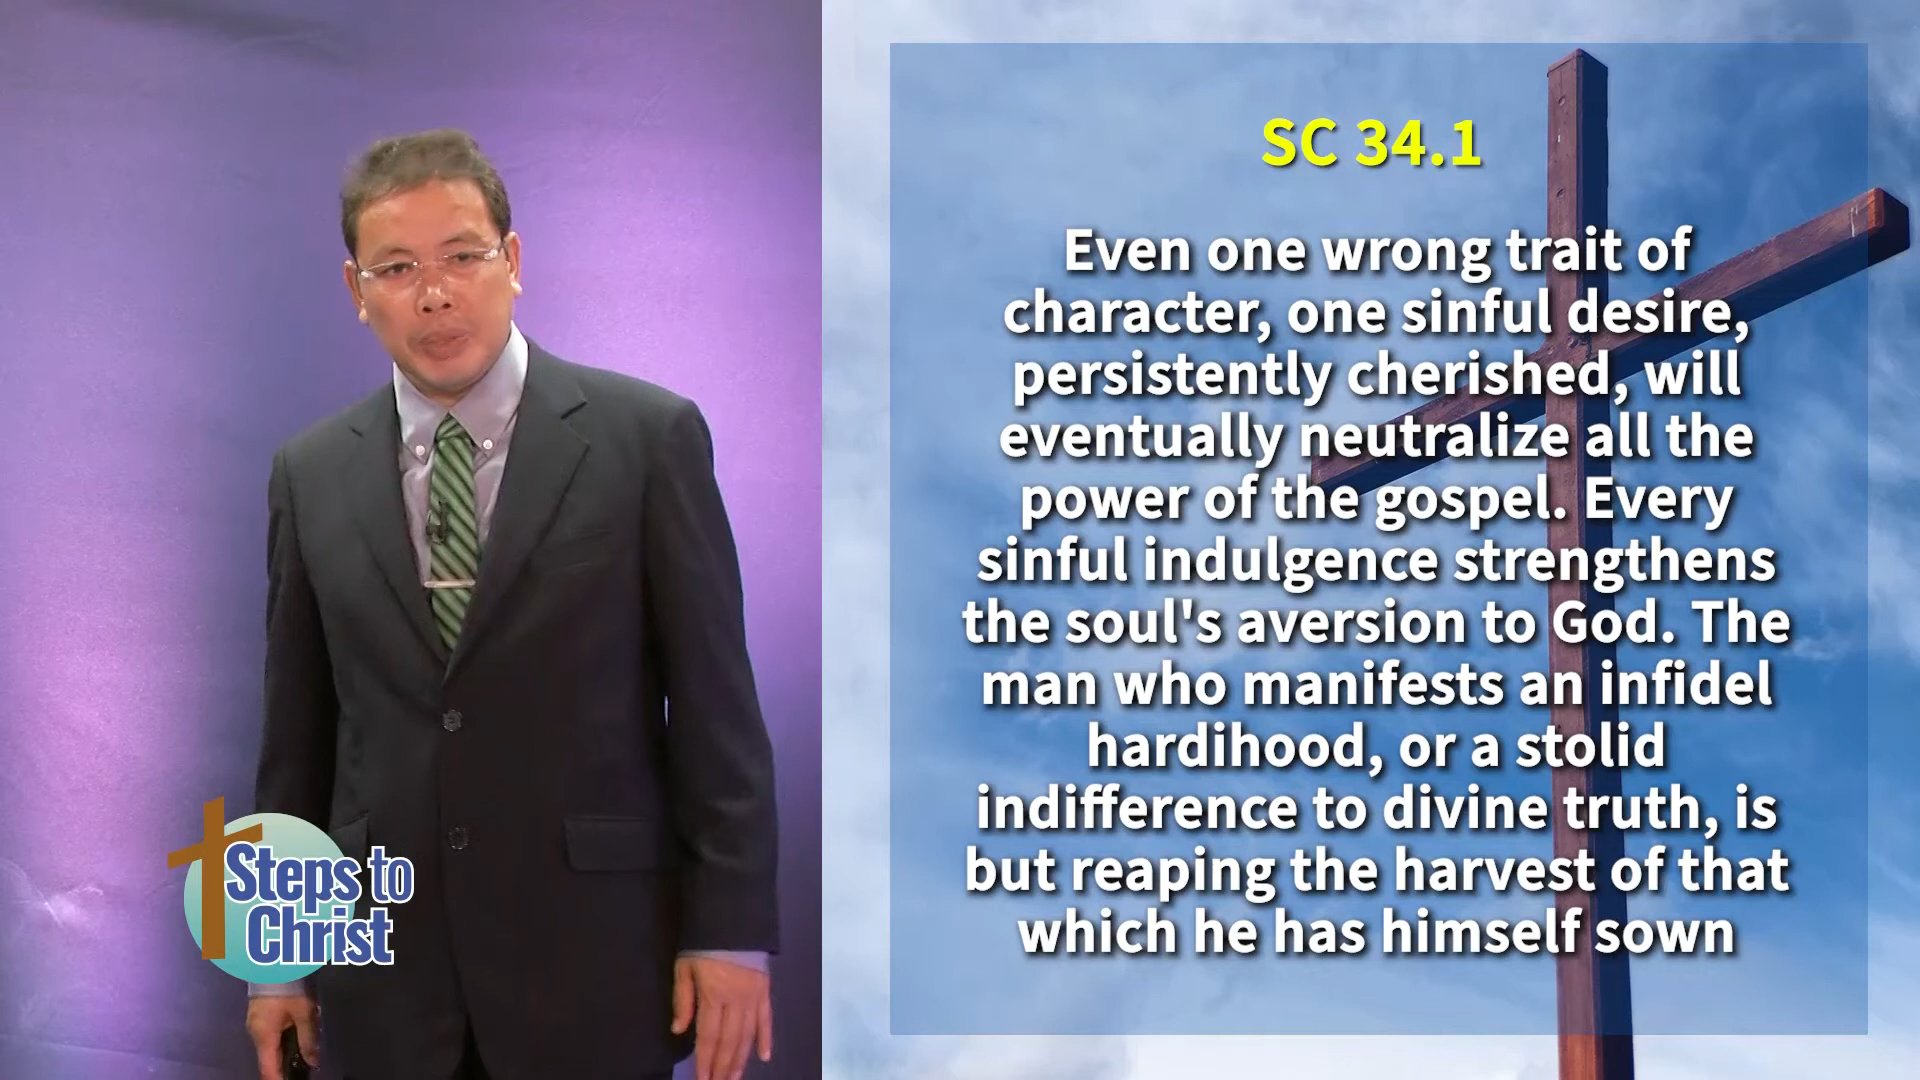 SC 34.1
Even one wrong trait of
character, one sinful desire,
persistently cherished, will
eventually neutralize all the
power of the gospel. Every
sinful indulgence strengthens
the soul's aversion to God. The
man who manifests an infidel
hardihood, or a stolid
indifference to divine truth, is
but reaping the harvest of that
which he has himself sown
Steps to
Christ